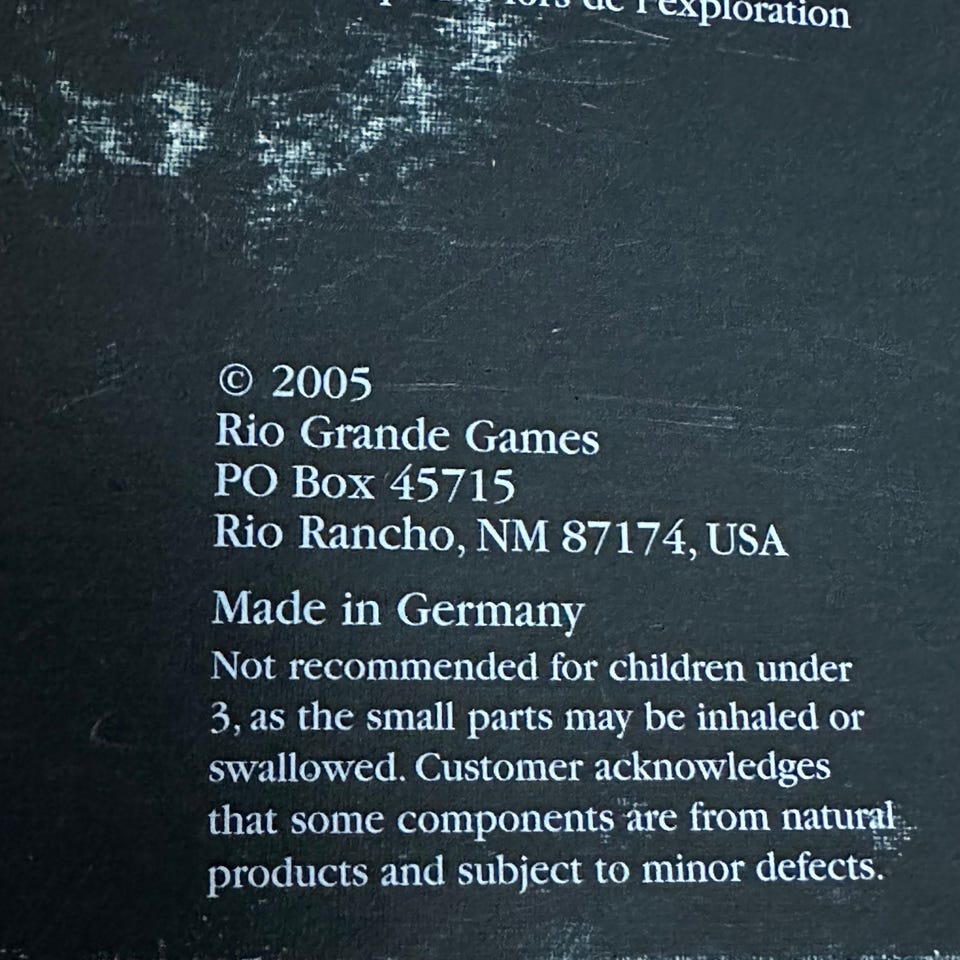 lors de l'exploration
© 2005
Rio Grande Games
PO Box 45715
Rio Rancho, NM 87174, USA
Made in Germany
Not recommended for children under
3, as the small parts may be inhaled or
swallowed. Customer acknowledges
that some components are from natural
products and subject to minor defects.